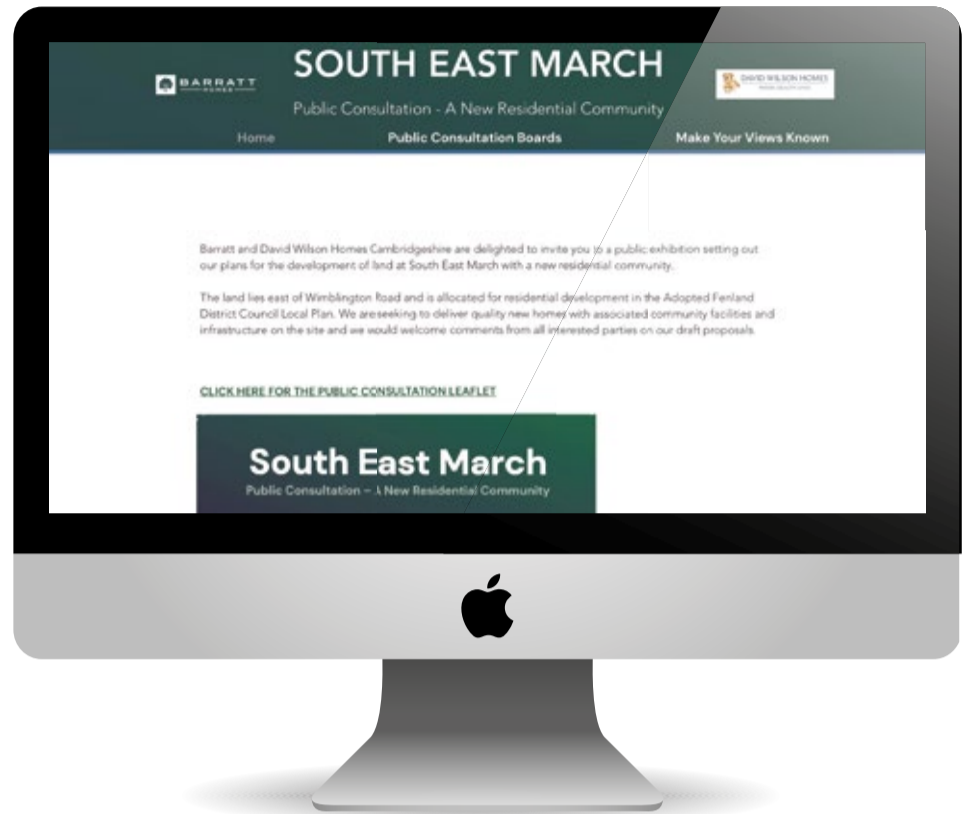 SOUTH EAST MARCH
BARRATT
HOMES
DAVID WILSON HOMES
Public Consultation - A New Residential Community
Home
Public Consultation Boards
Make Your Views Known
Barratt and David Wilson Homes Cambridgeshire are delighted to invite you to a public exhibition setting out
our plans for the development of land at South East March with a new residential community.
The land lies east of Wimblington Road and is allocated for residential development in the Adopted Fenland
District Council Local Plan. We are seeking to deliver quality new homes with associated community facilities and
infrastructure on the site and we would welcome comments from all interested parties on our draft proposals.
CLICK HERE FOR THE PUBLIC CONSULTATION LEAFLET
South East March
Public Consultation – A New Residential Community